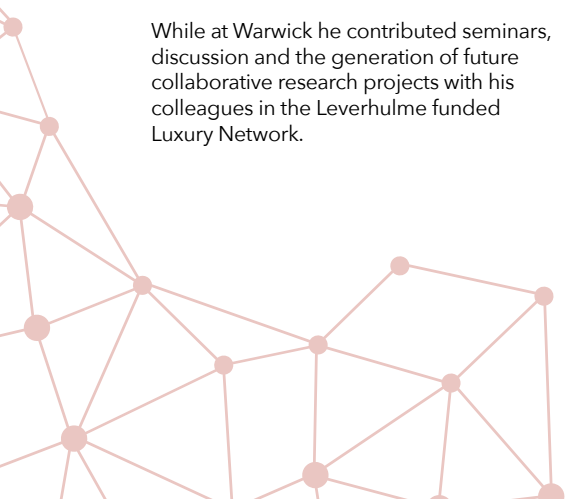 While at Warwick he contributed seminars,
discussion and the generation of future
collaborative research projects with his
colleagues in the Leverhulme funded
Luxury Network.